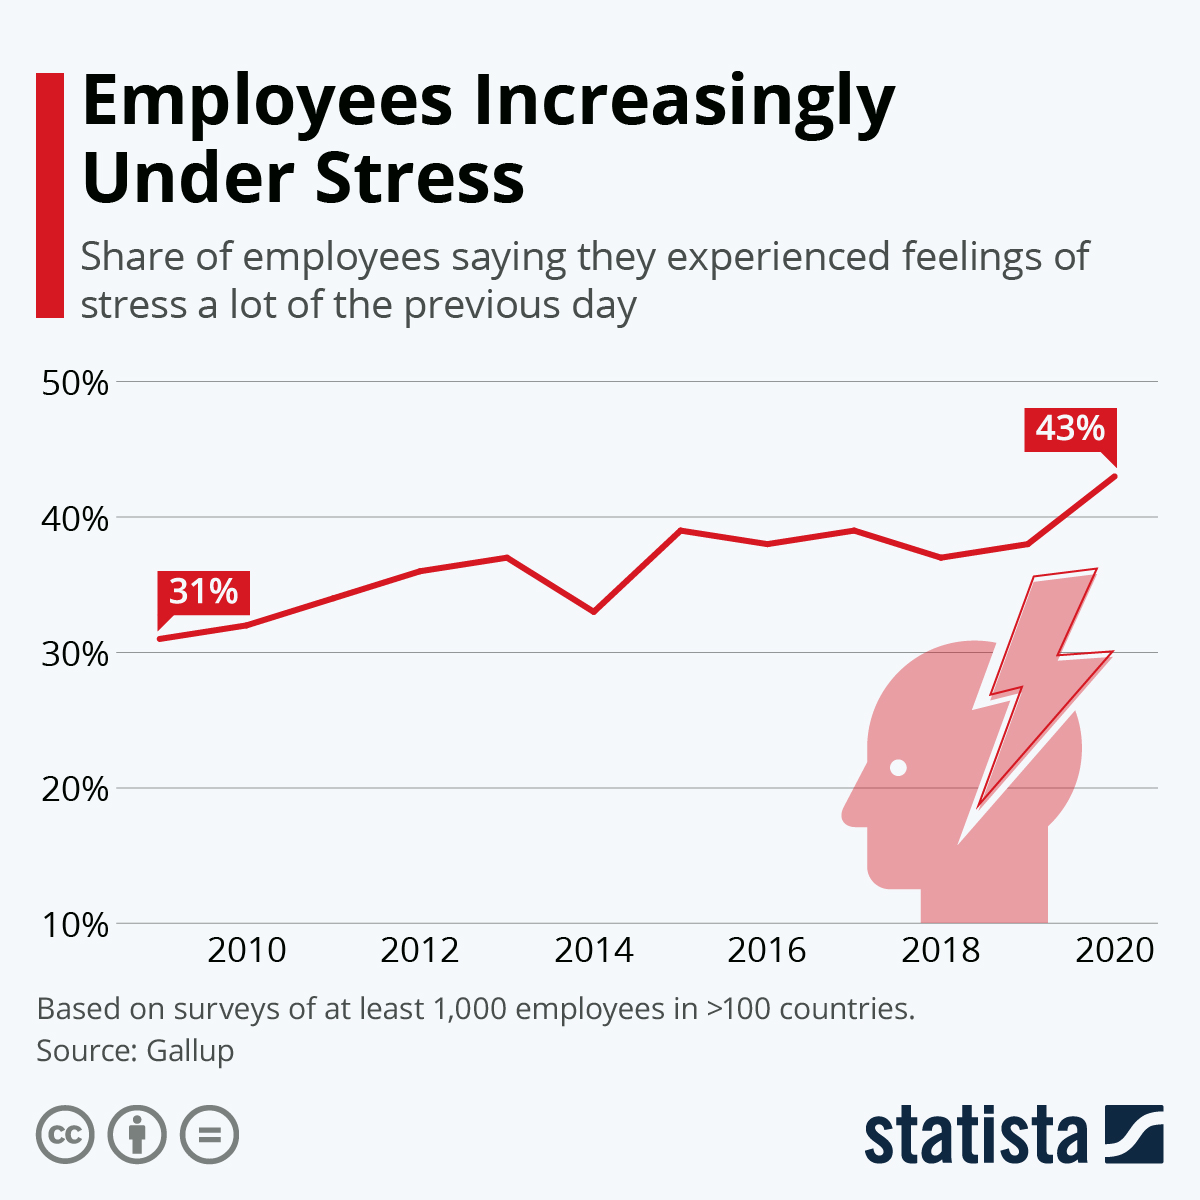 Employees Increasingly
Under Stress
Share of employees saying they experienced feelings of
stress a lot of the previous day
50%
43%
40%
31%
30%
20%
10%
2010 2012 2014 2016 2018 2020
Based on surveys of at least 1,000 employees in >100 countries.
Source: Gallup
cc
statista